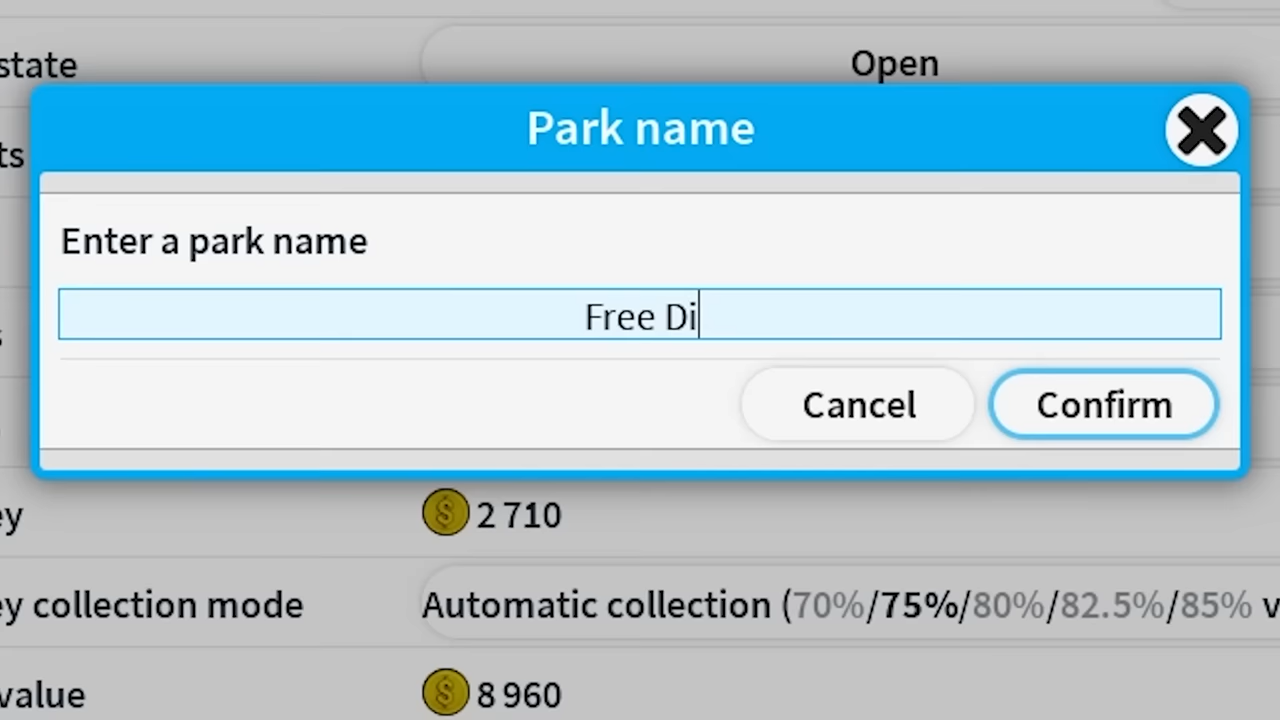 state
Open
Park name
ts
Enter a park name
s
Free Di
Cancel
Confirm
ey
$ 2 710
ey collection mode
Automatic collection (70%/75%/80%/82.5%/85% v
value
$ 8 960